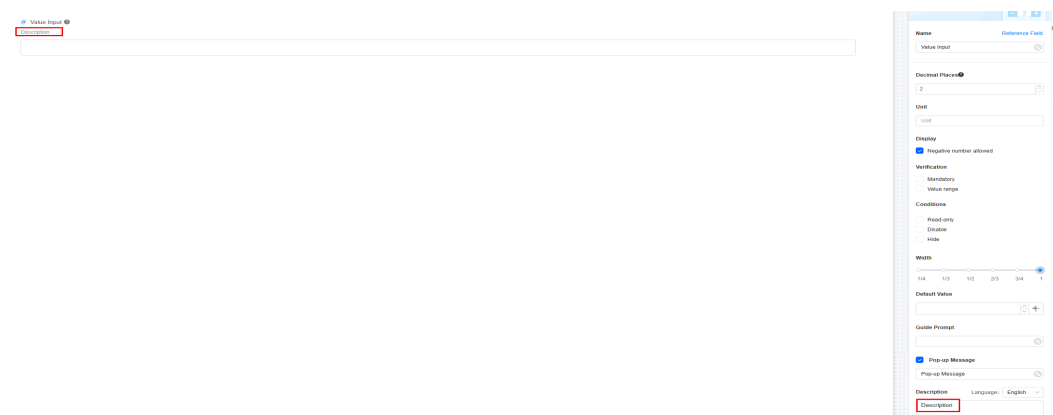 # Value Input
Description
Name Reference Field
Value Input
Decimal Places
2
Unit
Unit
Display
Negative number allowed
Verification
Mandatory
Value range
Conditions
Read-only
Disable
Hide
Width
1/4 1/3 1/2 2/3 3/4 1
Default Value
Guide Prompt
Pop-up Message
Pop-up Message
Description Language: English
Description